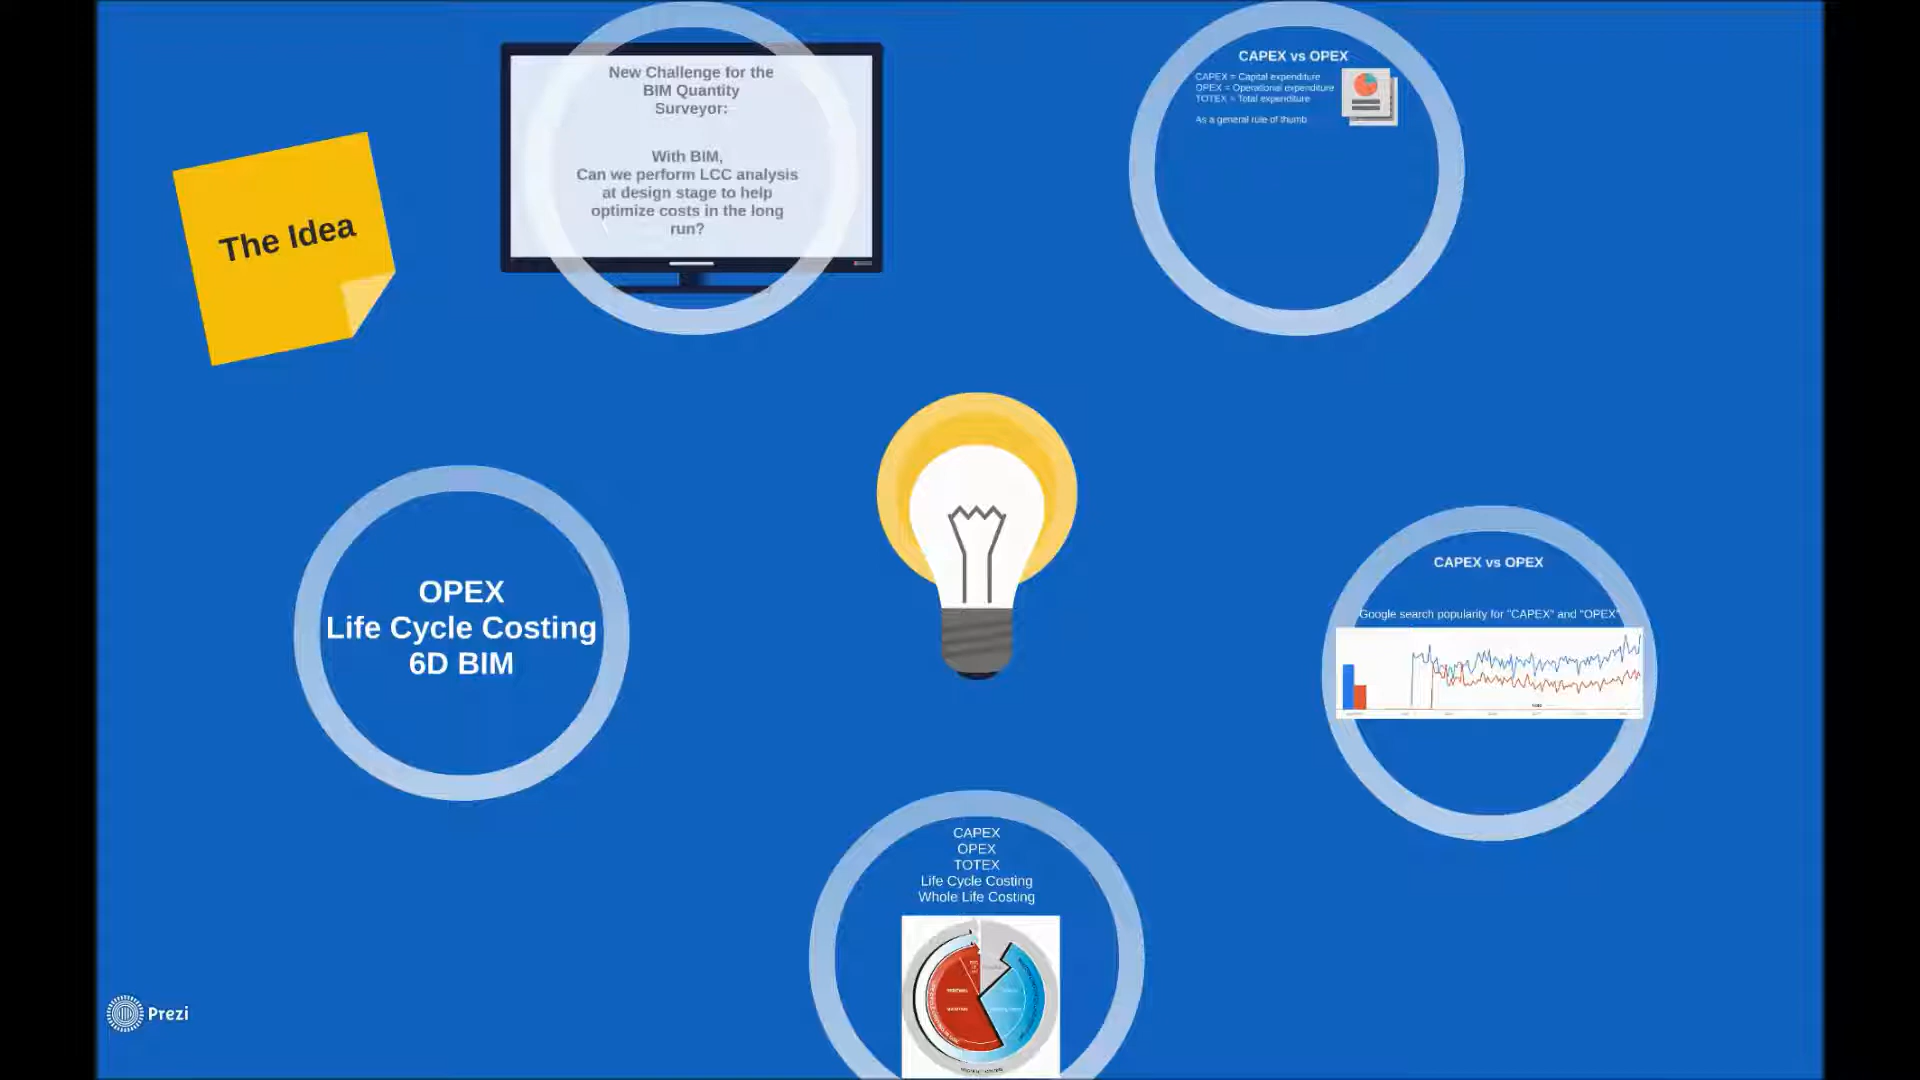 The Idea
New Challenge for the
BIM Quantity
Surveyor:
With BIM,
Can we perform LCC analysis
at design stage to help
optimize costs in the long
run?
CAPEX vs OPEX
CAPEX = Capital expenditure
OPEX = Operational expenditure
TOTEX = Total expenditure
As a general rule of thumb
OPEX
Life Cycle Costing
6D BIM
CAPEX vs OPEX
Google search popularity for "CAPEX" and "OPEX"
CAPEX
OPEX
TOTEX
Life Cycle Costing
Whole Life Costing
Prezi